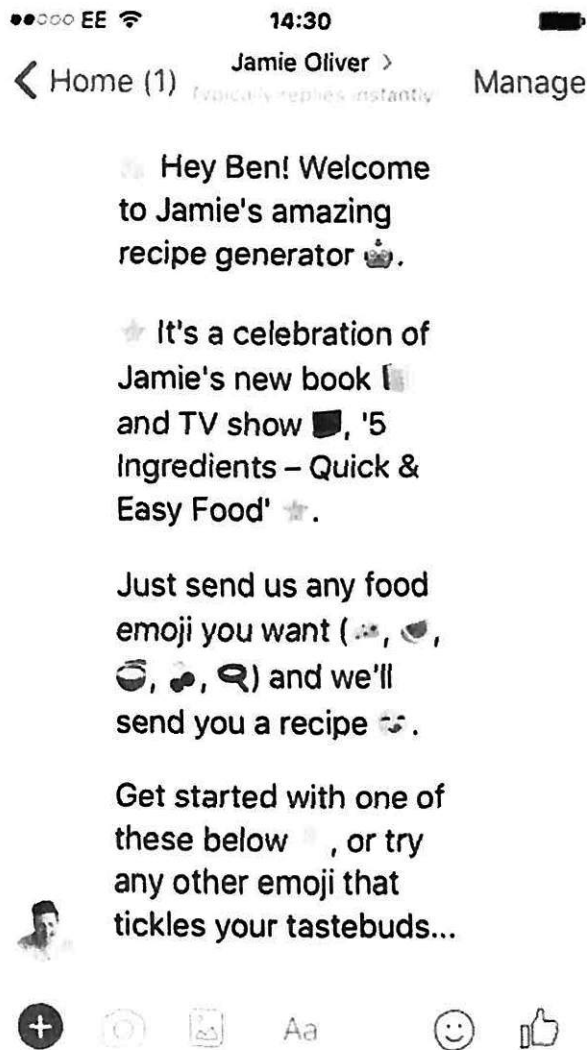 EE 14:30
Home (1) Jamie Oliver > Manage
Typically replies instantly
Hey Ben! Welcome
to Jamie's amazing
recipe generator 🤖.
⭐ It's a celebration of
Jamie's new book
and TV show, '5
Ingredients – Quick &
Easy Food' ⭐.
Just send us any food
emoji you want (🧀, 🍉,
🍚, 🍒, 🍳) and we'll
send you a recipe.
Get started with one of
these below, or try
any other emoji that
tickles your tastebuds...
Aa